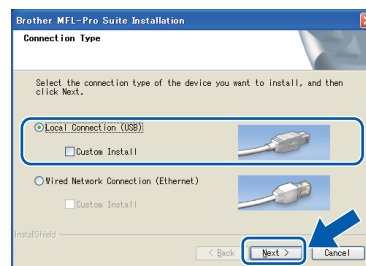 Brother MFL-Pro Suite Installation
Connection Type
Select the connection type of the device you want to install, and then
click Next.
Local Connection (USB)
Custom Install
Wired Network Connection (Ethernet)
Custom Install
InstallShield
< Back
Next >
Cancel